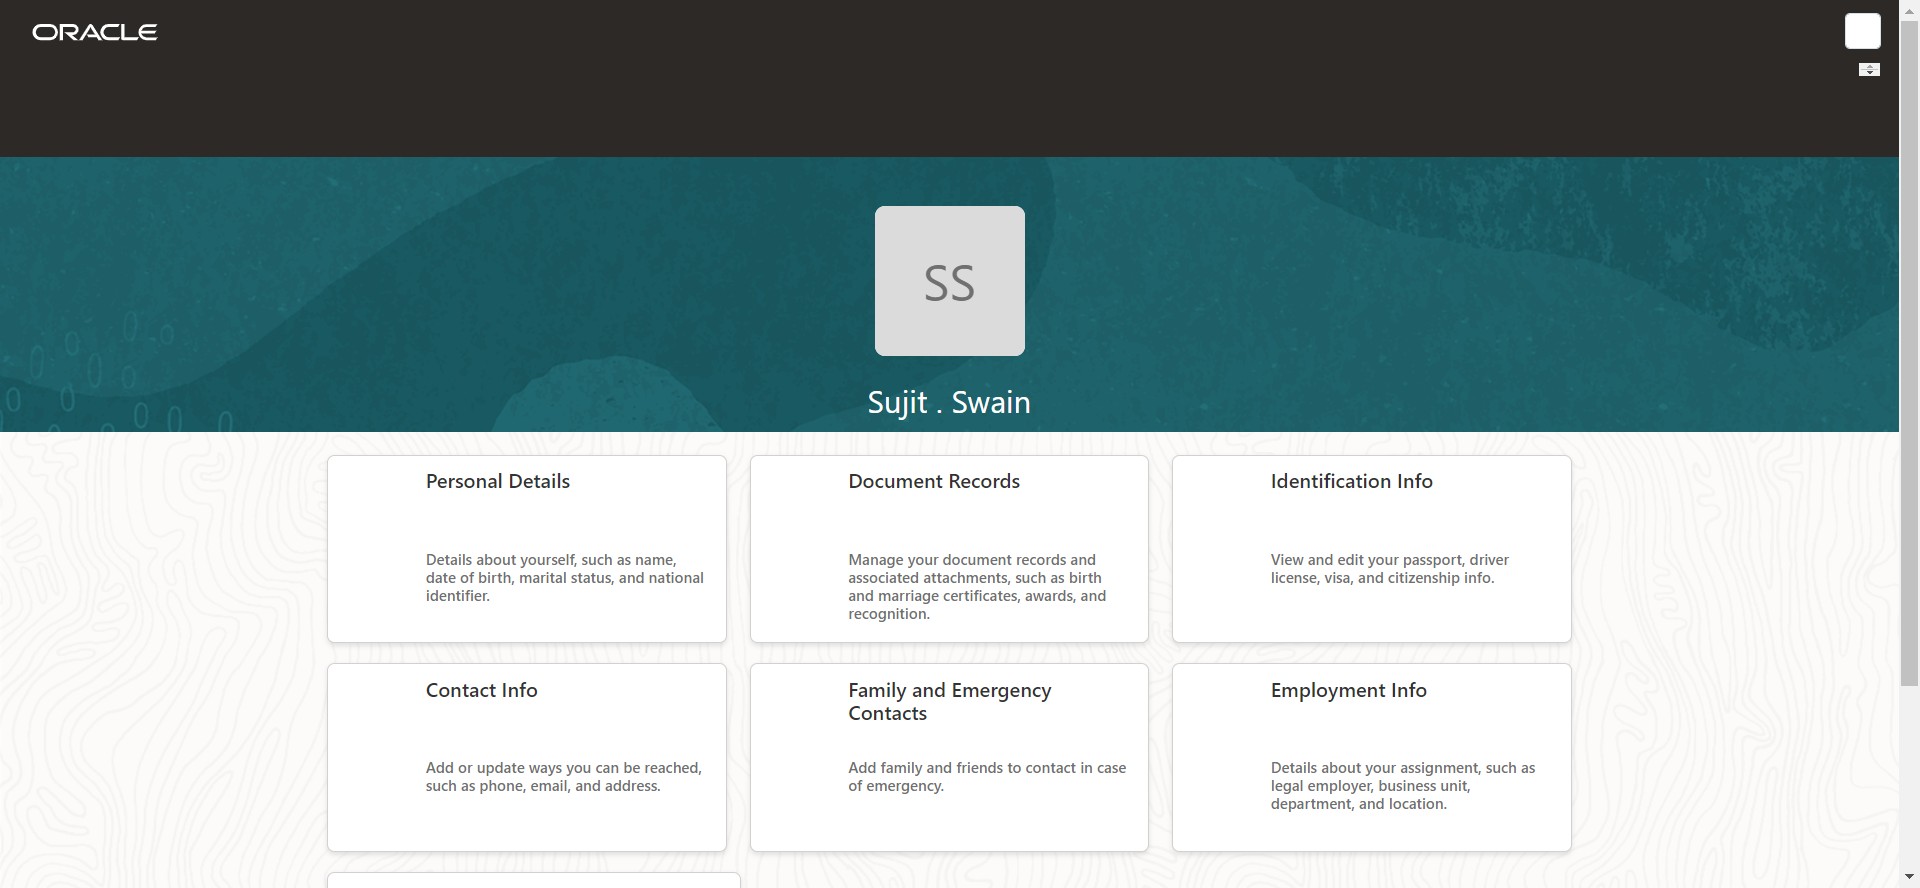 ORACLE
SS
Sujit . Swain
Personal Details
Details about yourself, such as name,
date of birth, marital status, and national
identifier.
Document Records
Manage your document records and
associated attachments, such as birth
and marriage certificates, awards, and
recognition.
Identification Info
View and edit your passport, driver
license, visa, and citizenship info.
Contact Info
Add or update ways you can be reached,
such as phone, email, and address.
Family and Emergency
Contacts
Add family and friends to contact in case
of emergency.
Employment Info
Details about your assignment, such as
legal employer, business unit,
department, and location.